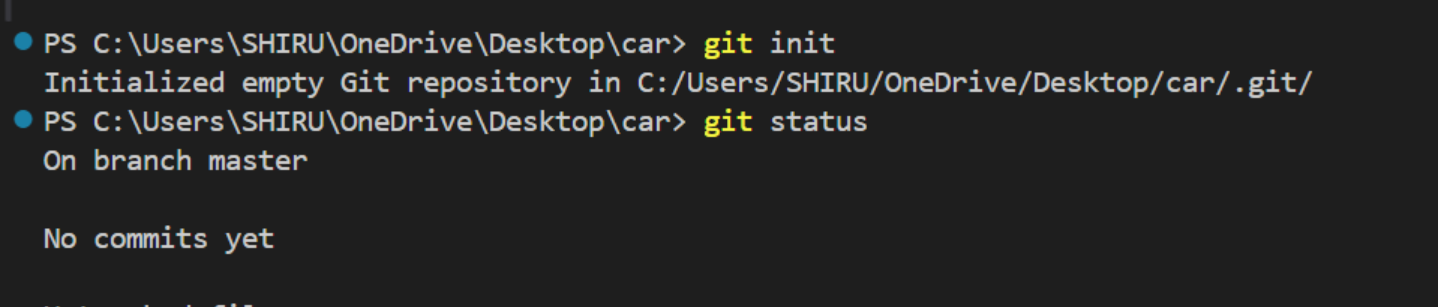 PS C:\Users\SHIRU\OneDrive\Desktop\car> git init
Initialized empty Git repository in C:/Users/SHIRU/OneDrive/Desktop/car/.git/
PS C:\Users\SHIRU\OneDrive\Desktop\car> git status
On branch master
No commits yet